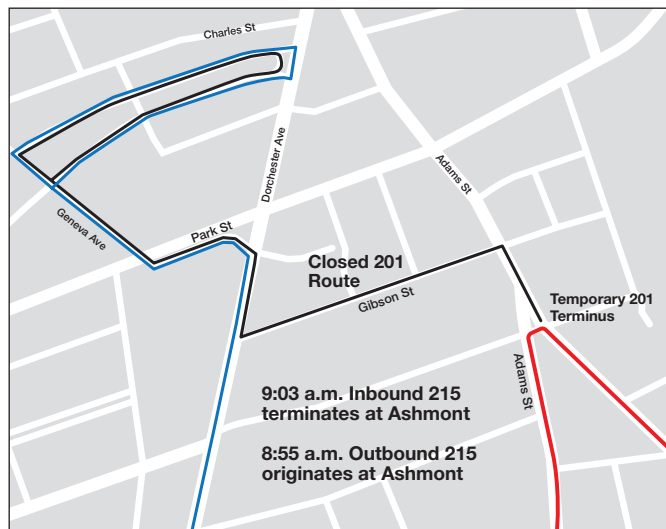 Charles St
Dorchester Ave
Adams St
Geneva Ave
Park St
Closed 201
Route
Gibson St
Temporary 201
Terminus
Adams St
9:03 a.m. Inbound 215
terminates at Ashmont
8:55 a.m. Outbound 215
originates at Ashmont